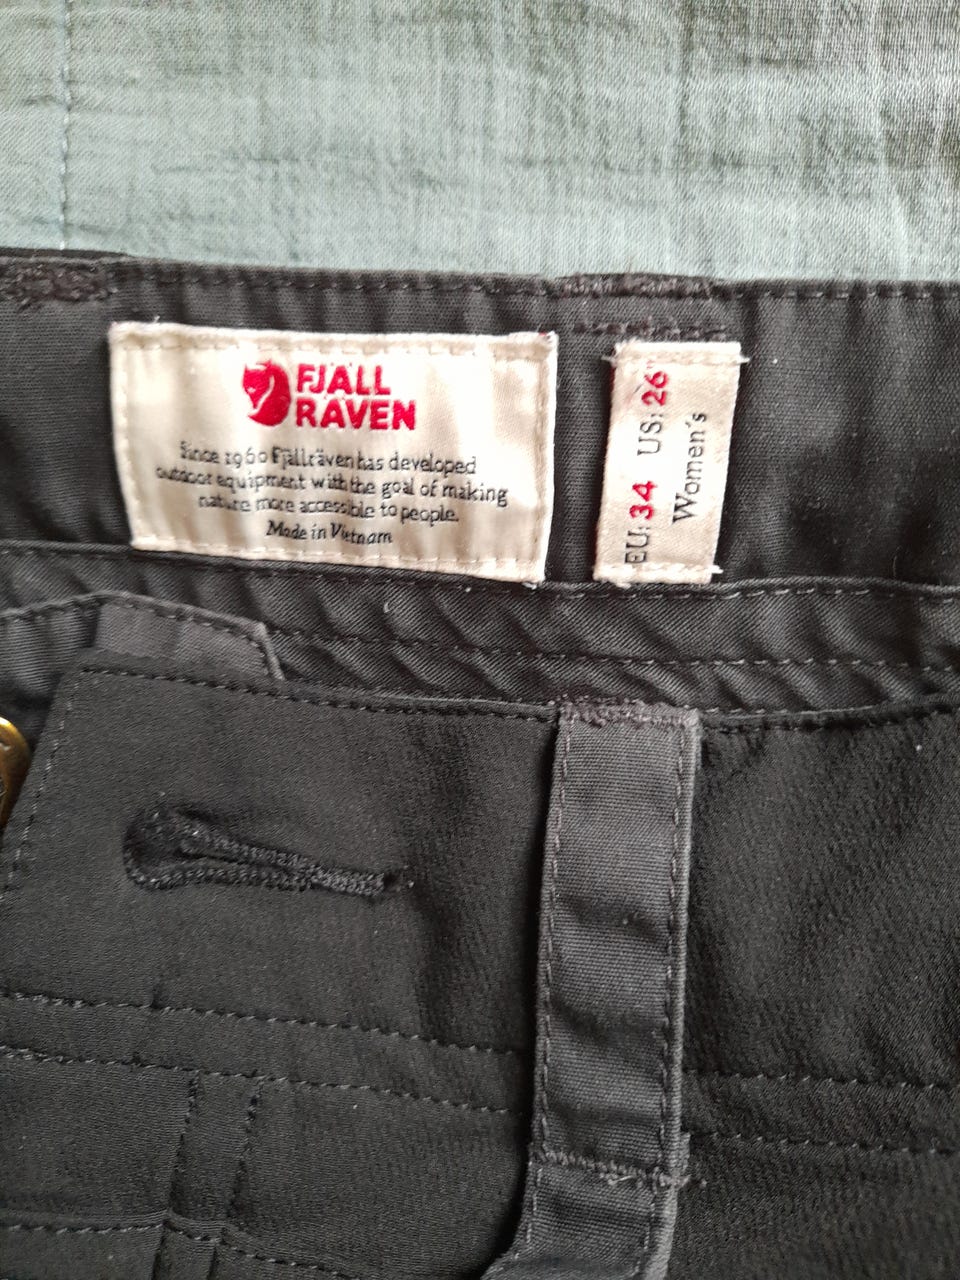 FJÄLL
RÄVEN
Since 1960 Fjällräven has developed
outdoor equipment with the goal of making
nature more accessible to people.
Made in Vietnam
EU: 34 US: 26"
Women's